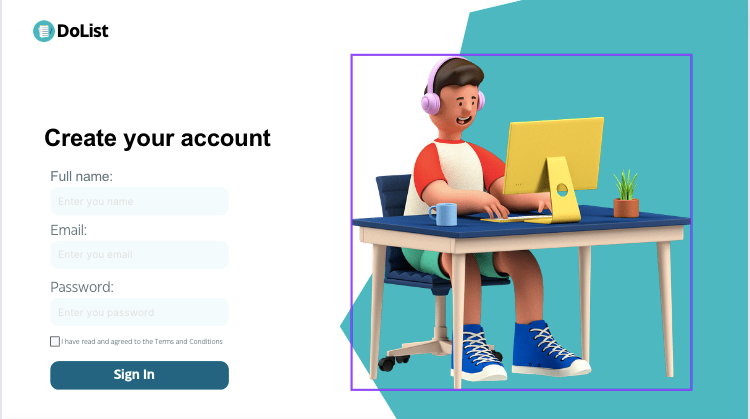 DoList
Create your account
Full name:
Enter you name
Email:
Enter you email
Password:
Enter you password
I have read and agreed to the Terms and Conditions
Sign In